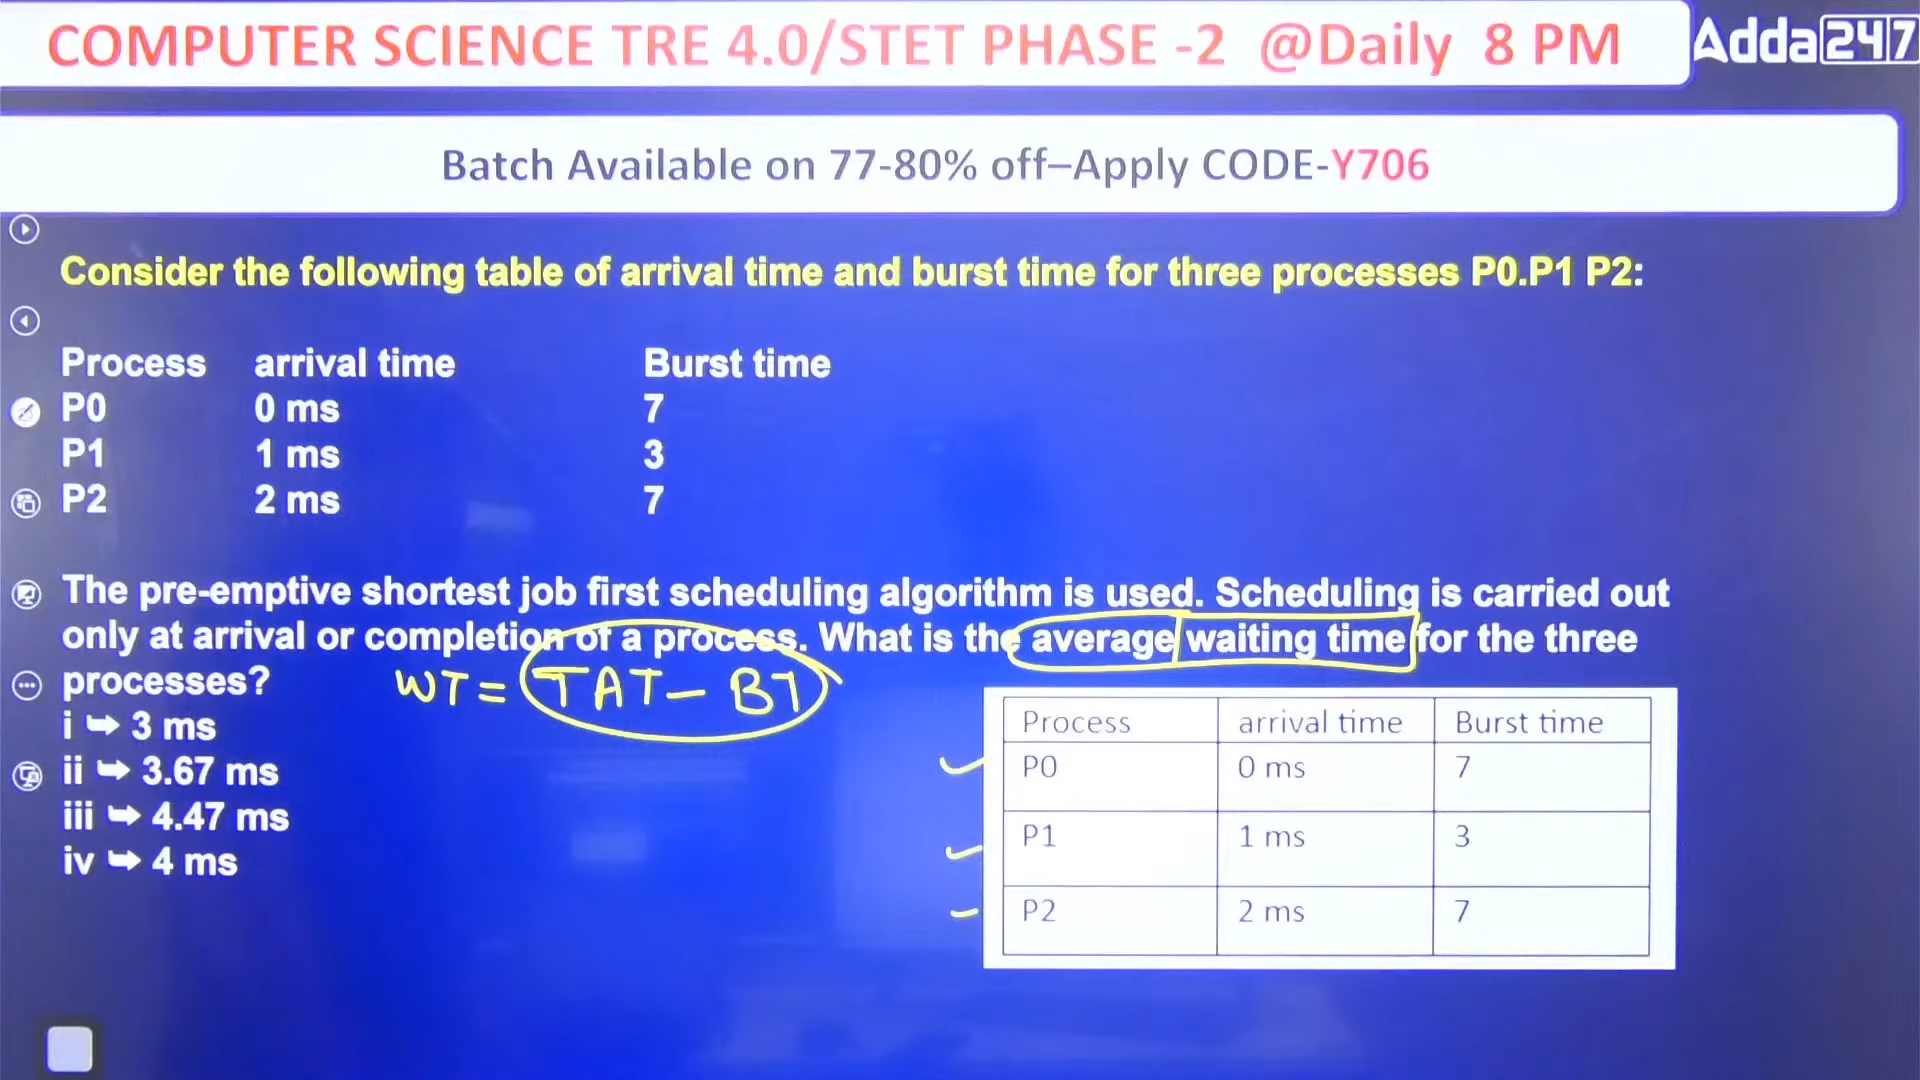 COMPUTER SCIENCE TRE 4.0/STET PHASE -2 @Daily 8 PM
Adda247
Batch Available on 77-80% off–Apply CODE-Y706
Consider the following table of arrival time and burst time for three processes P0.P1 P2:
Process arrival time Burst time
P0 0 ms 7
P1 1 ms 3
P2 2 ms 7
The pre-emptive shortest job first scheduling algorithm is used. Scheduling is carried out
only at arrival or completion of a process. What is the average waiting time for the three
processes?
WT = TAT - BT
i ➥ 3 ms
ii ➥ 3.67 ms
iii ➥ 4.47 ms
iv ➥ 4 ms
Process arrival time Burst time
P0 0 ms 7
P1 1 ms 3
P2 2 ms 7